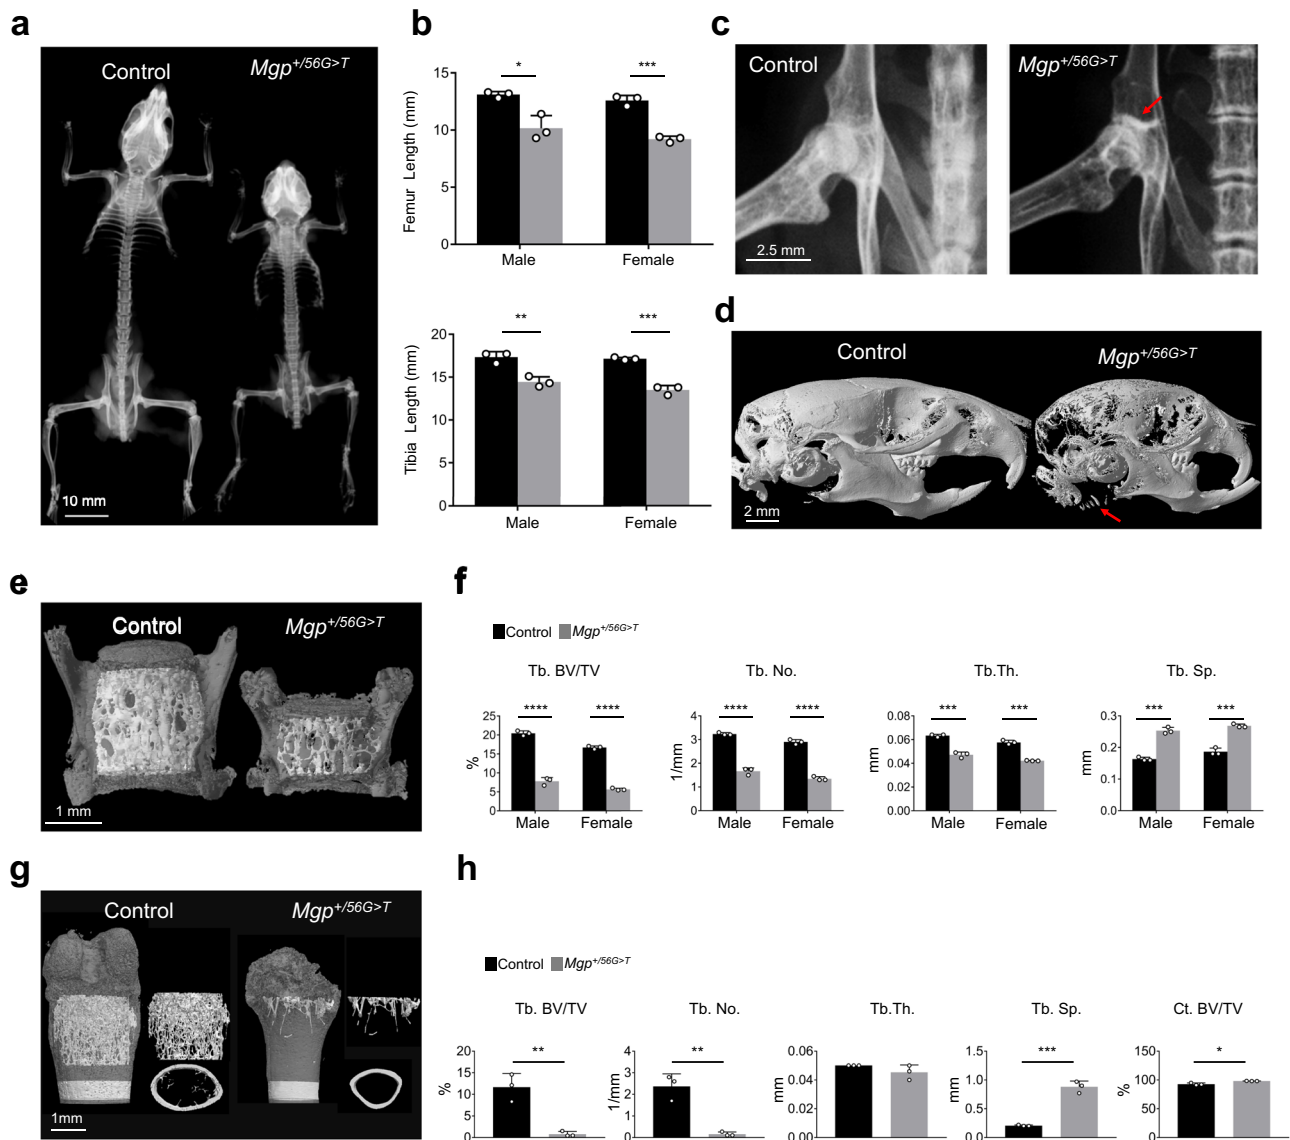 a
Control
Mgp+/56G>T
10 mm
b
Femur Length (mm)
15
10
5
0
*
***
Male
Female
Tibia Length (mm)
20
15
10
5
0
**
***
Male
Female
c
Control
2.5 mm
Mgp+/56G>T
d
Control
Mgp+/56G>T
2 mm
e
Control
Mgp+/56G>T
1 mm
f
Control Mgp+/56G>T
Tb. BV/TV
%
25
20
15
10
5
0
****
****
Male
Female
Tb. No.
1/mm
4
3
2
1
0
****
****
Male
Female
Tb.Th.
mm
0.08
0.06
0.04
0.02
0.00
***
***
Male
Female
Tb. Sp.
mm
0.3
0.2
0.1
0.0
***
***
Male
Female
g
Control
Mgp+/56G>T
1mm
h
Control Mgp+/56G>T
Tb. BV/TV
%
20
15
10
5
0
**
Tb. No.
1/mm
4
3
2
1
0
**
Tb.Th.
mm
0.06
0.04
0.02
0.00
Tb. Sp.
mm
1.5
1.0
0.5
0.0
***
Ct. BV/TV
%
150
100
50
0
*